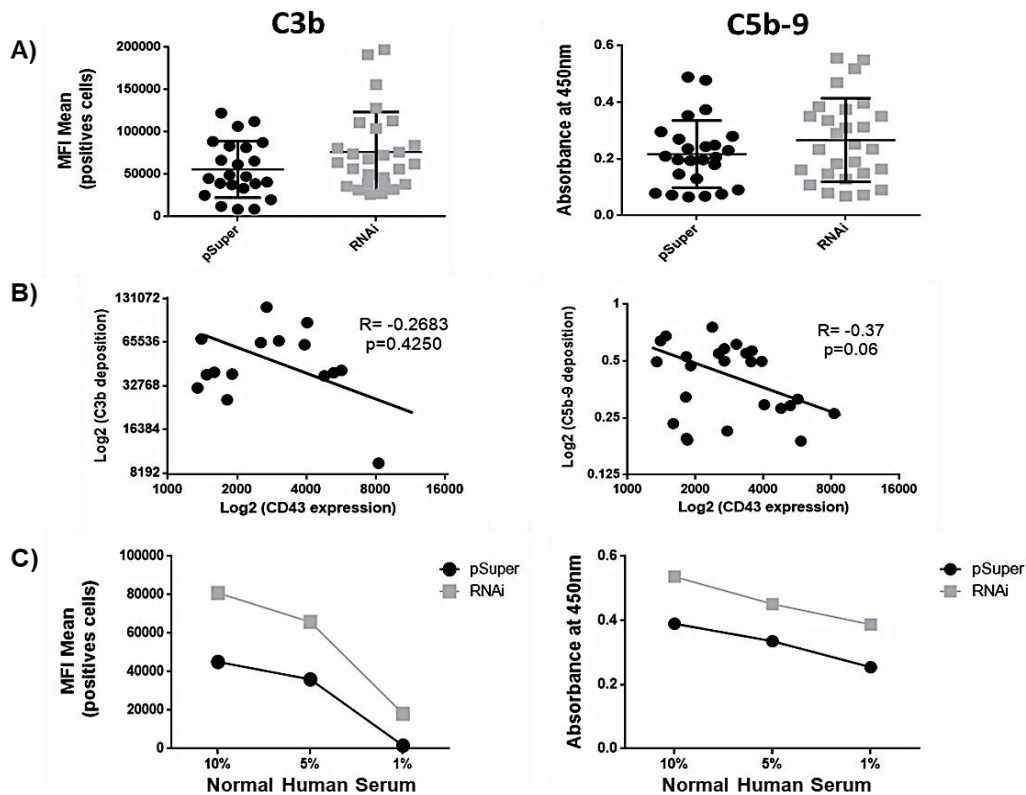 C3b
C5b-9
A)
MFI Mean
(positives cells)
200000
150000
100000
50000
0
pSuper
RNAi
Absorbance at 450nm
0.6
0.4
0.2
0.0
pSuper
RNAi
B)
Log2 (C3b deposition)
131072
65536
32768
16384
8192
R= -0.2683
p=0.4250
1000 2000 4000 8000 16000
Log2 (CD43 expression)
Log2 (C5b-9 deposition)
1
0.5
0.25
0.125
R= -0.37
p=0.06
1000 2000 4000 8000 16000
Log2 (CD43 expression)
C)
MFI Mean
(positives cells)
100000
80000
60000
40000
20000
0
pSuper
RNAi
10% 5% 1%
Normal Human Serum
Absorbance at 450nm
0.6
0.4
0.2
0.0
pSuper
RNAi
10% 5% 1%
Normal Human Serum